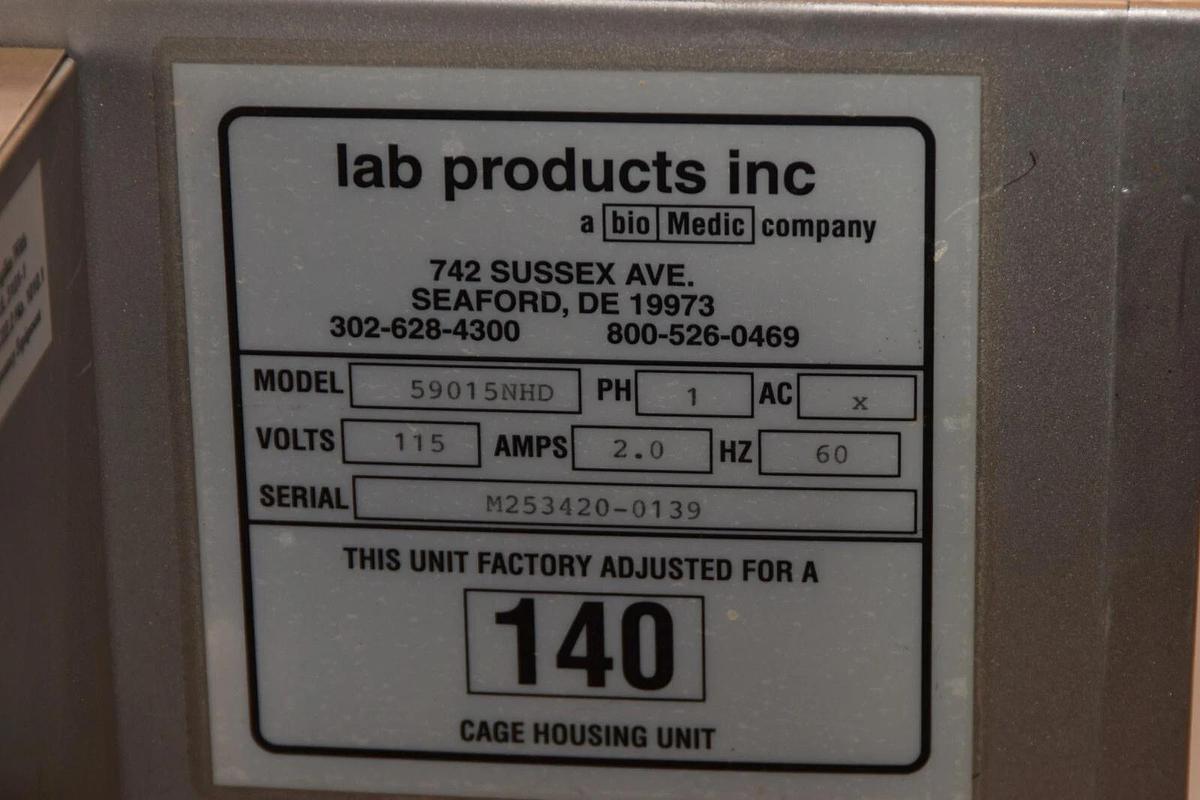 lab products inc
a bio Medic company
742 SUSSEX AVE.
SEAFORD, DE 19973
302-628-4300 800-526-0469
MODEL 59015NHD PH 1 AC x
VOLTS 115 AMPS 2.0 HZ 60
SERIAL M253420-0139
THIS UNIT FACTORY ADJUSTED FOR A
140
CAGE HOUSING UNIT